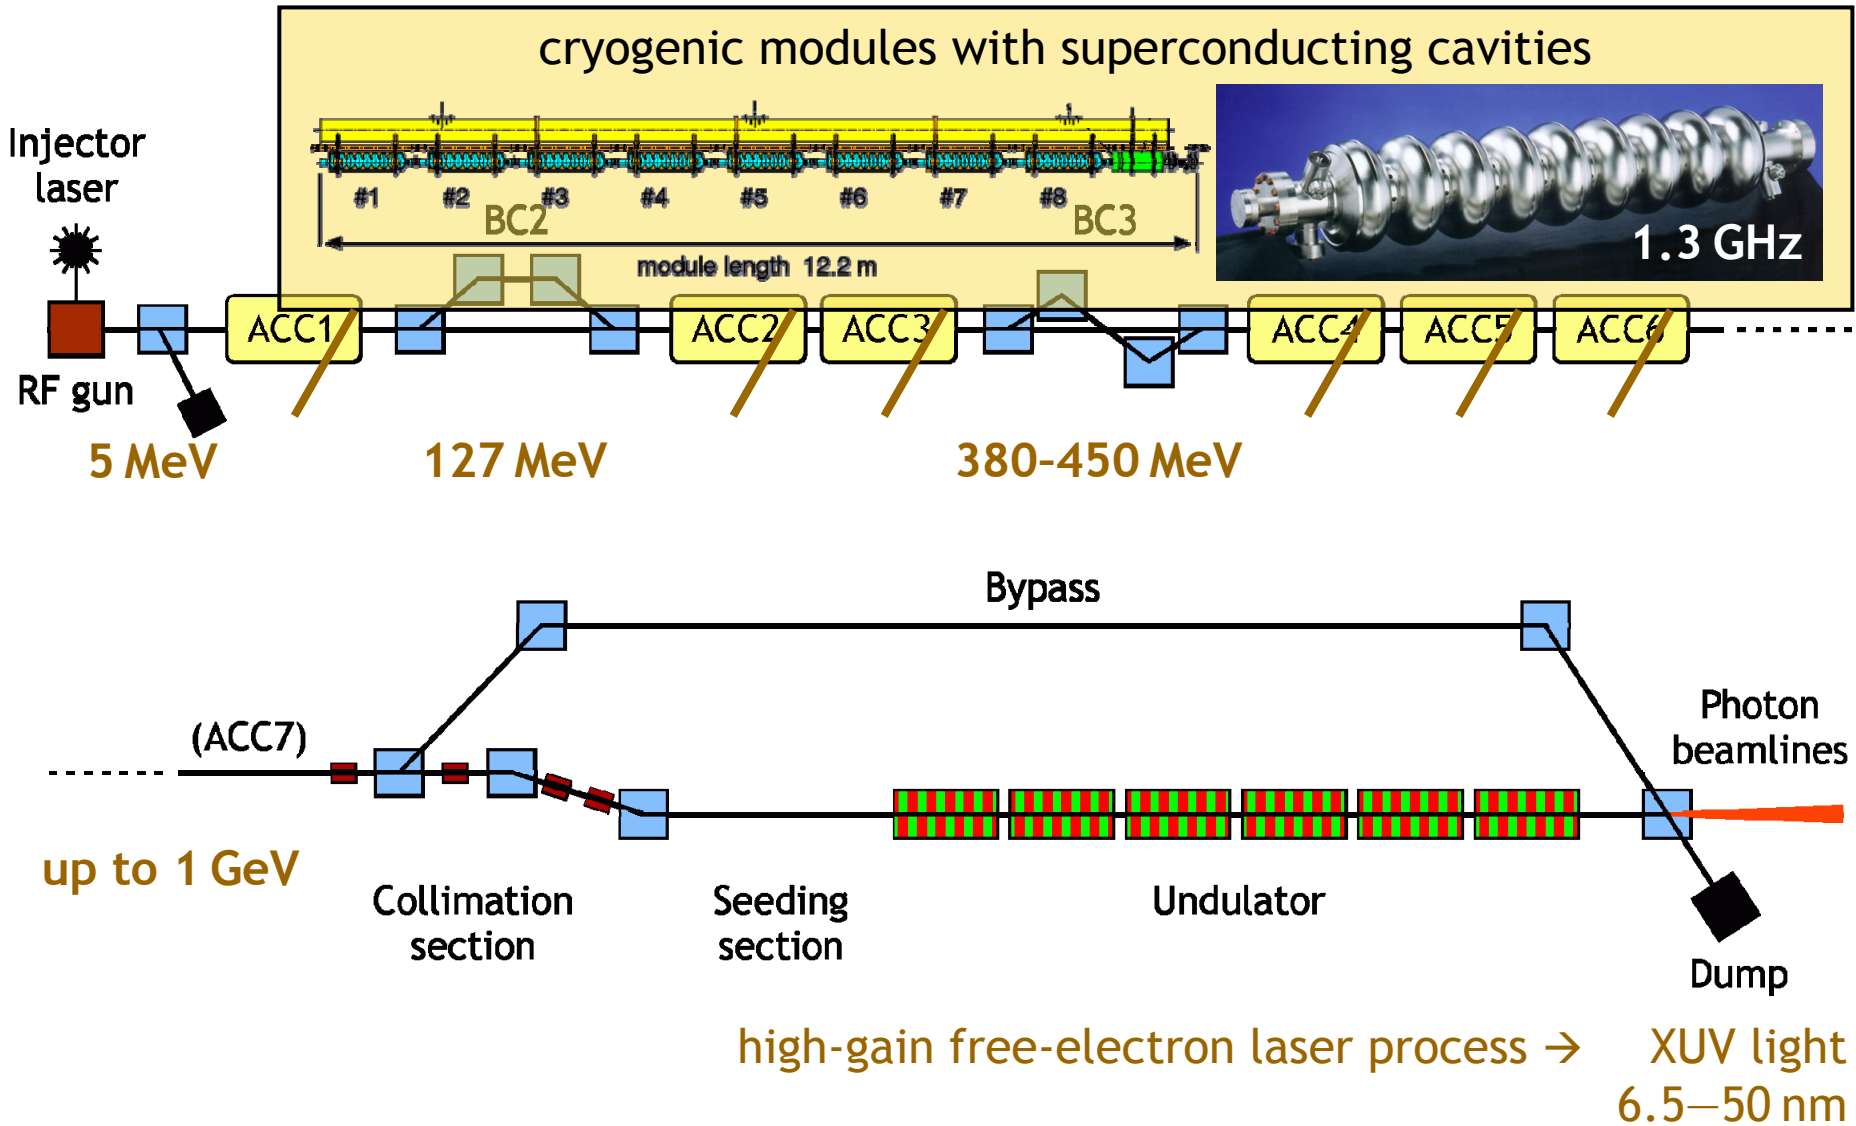 cryogenic modules with superconducting cavities
#1 #2 #3 #4 #5 #6 #7 #8
BC2 BC3
module length 12.2 m
1.3 GHz
Injector
laser
RF gun
ACC1 ACC2 ACC3 ACC4 ACC5 ACC6
5 MeV 127 MeV 380–450 MeV
Bypass
(ACC7)
Photon
beamlines
up to 1 GeV
Collimation
section
Seeding
section
Undulator
Dump
high-gain free-electron laser process → XUV light
6.5—50 nm